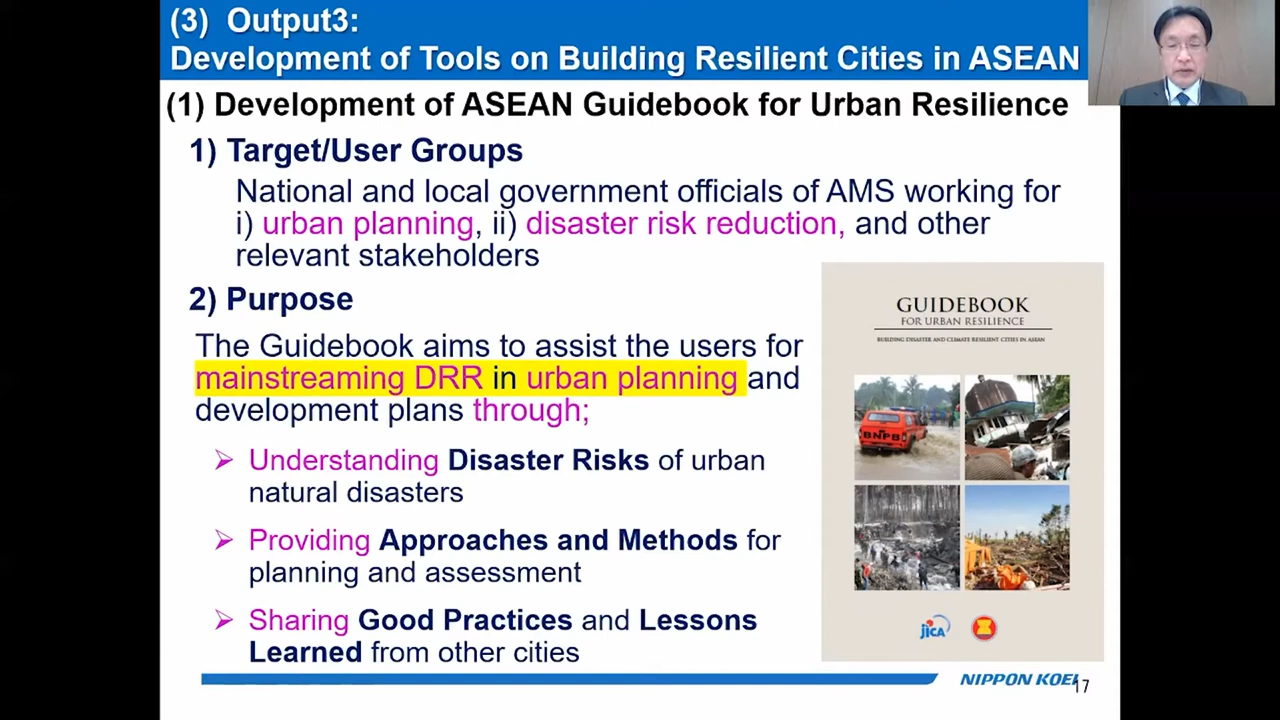 (3) Output3:
Development of Tools on Building Resilient Cities in ASEAN
(1) Development of ASEAN Guidebook for Urban Resilience
1) Target/User Groups
National and local government officials of AMS working for
i) urban planning, ii) disaster risk reduction, and other
relevant stakeholders
2) Purpose
The Guidebook aims to assist the users for
mainstreaming DRR in urban planning and
development plans through;
➢ Understanding Disaster Risks of urban
natural disasters
➢ Providing Approaches and Methods for
planning and assessment
➢ Sharing Good Practices and Lessons
Learned from other cities
GUIDEBOOK
FOR URBAN RESILIENCE
BUILDING DISASTER AND CLIMATE RESILIENT CITIES IN ASEAN
BNPB
jICA
NIPPON KOEI
17